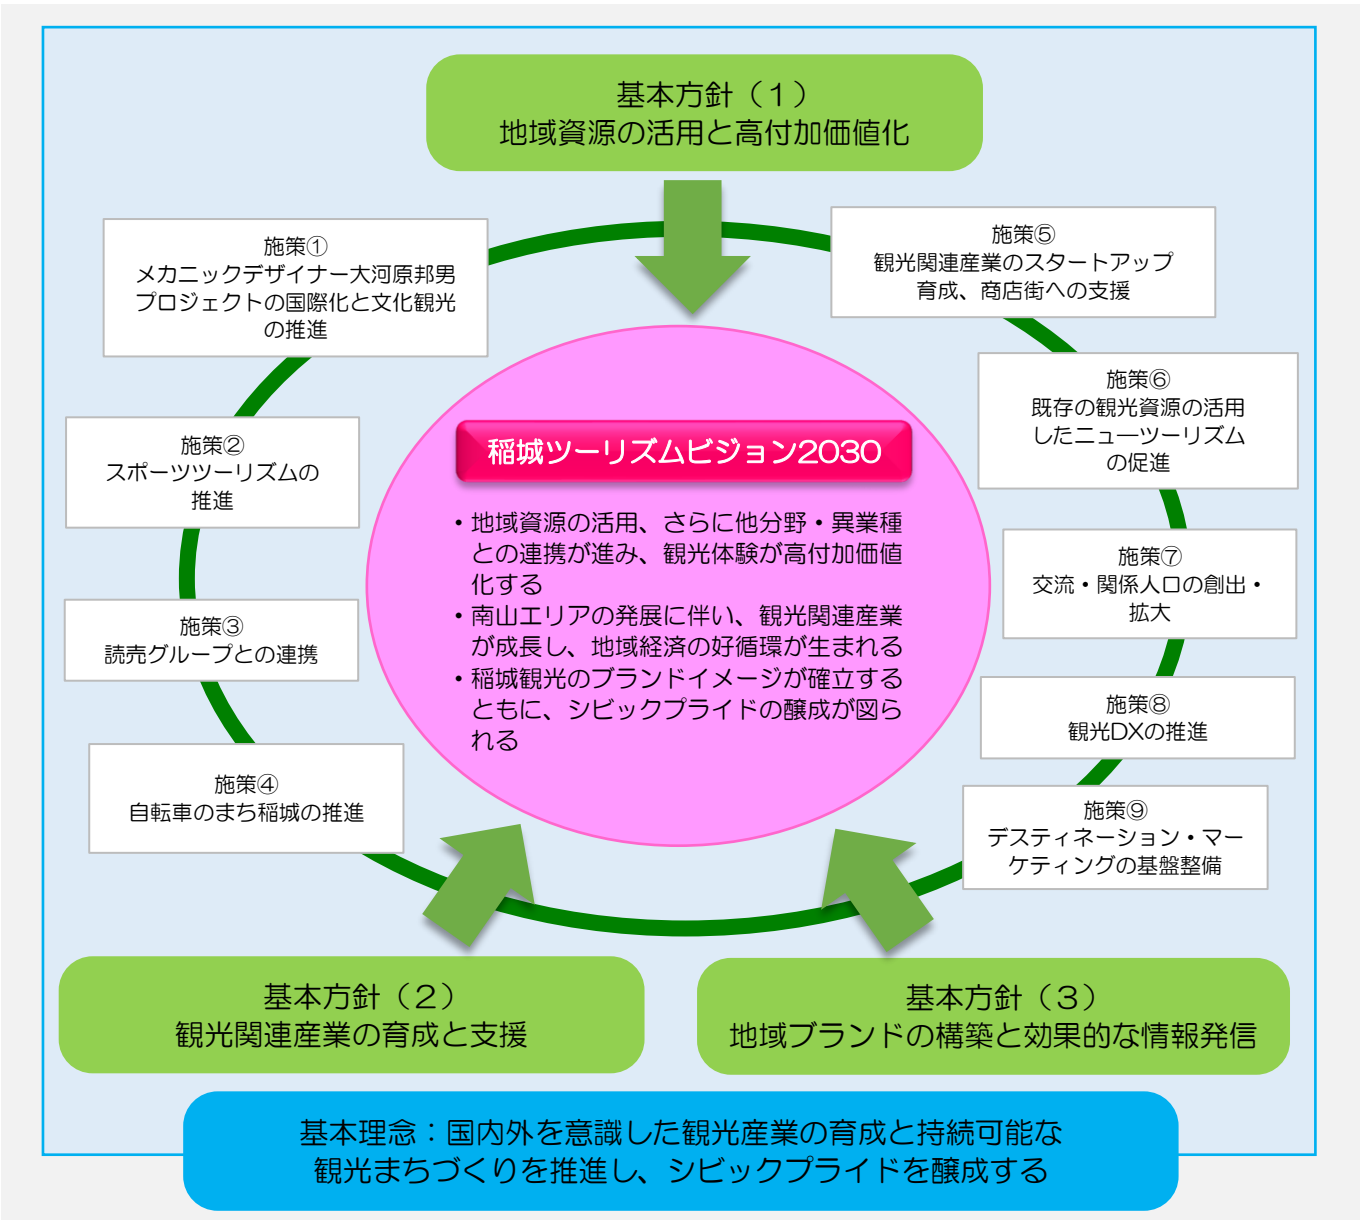 基本方針（１）
地域資源の活用と高付加価値化
施策①
メカニックデザイナー大河原邦男
プロジェクトの国際化と文化観光
の推進
施策②
スポーツツーリズムの
推進
施策③
読売グループとの連携
施策④
自転車のまち稲城の推進
施策⑤
観光関連産業のスタートアップ
育成、商店街への支援
施策⑥
既存の観光資源の活用
したニューツーリズム
の促進
施策⑦
交流・関係人口の創出・
拡大
施策⑧
観光DXの推進
施策⑨
デスティネーション・マー
ケティングの基盤整備
稲城ツーリズムビジョン2030
・地域資源の活用、さらに他分野・異業種
との連携が進み、観光体験が高付加価値
化する
・南山エリアの発展に伴い、観光関連産業
が成長し、地域経済の好循環が生まれる
・稲城観光のブランドイメージが確立する
ともに、シビックプライドの醸成が図ら
れる
基本方針（２）
観光関連産業の育成と支援
基本方針（３）
地域ブランドの構築と効果的な情報発信
基本理念：国内外を意識した観光産業の育成と持続可能な
観光まちづくりを推進し、シビックプライドを醸成する